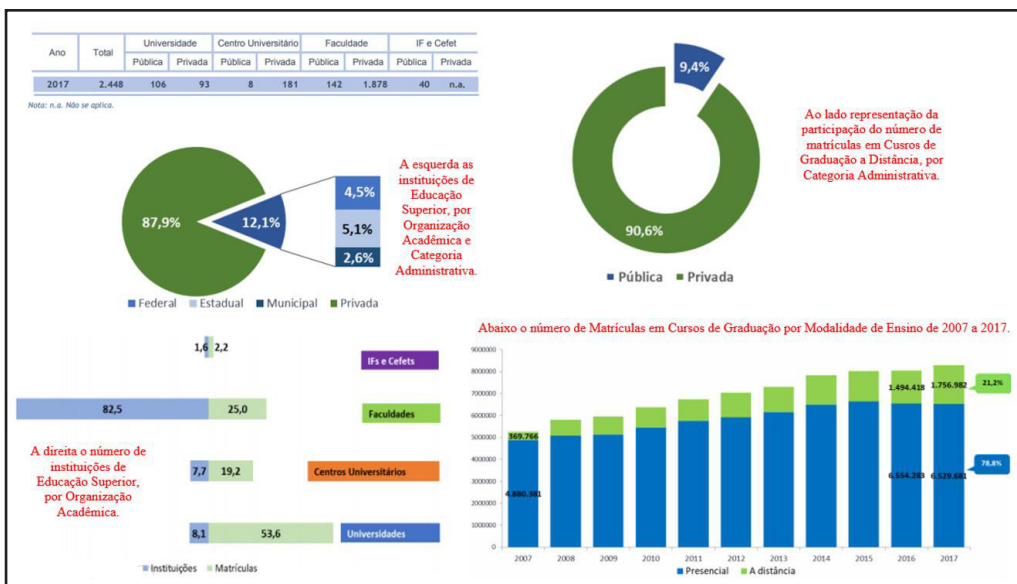 Ano Total Universidade Centro Universitário Faculdade IF e Cefet
Pública Privada Pública Privada Pública Privada Pública Privada
2017 2.448 106 93 8 181 142 1.878 40 n.a.
Nota: n.a. Não se aplica.
87,9%
12,1%
4,5%
5,1%
2,6%
Federal Estadual Municipal Privada
A esquerda as
instituições de
Educação
Superior, por
Organização
Acadêmica e
Categoria
Administrativa.
9,4%
90,6%
Pública Privada
Ao lado representação da
participação do número de
matrículas em Cusros de
Graduação a Distância, por
Categoria Administrativa.
1,6 2,2
IFs e Cefets
82,5 25,0
Faculdades
7,7 19,2
Centros Universitários
8,1 53,6
Universidades
Instituições Matrículas
A direita o número de
instituições de
Educação Superior,
por Organização
Acadêmica.
Abaixo o número de Matrículas em Cursos de Graduação por Modalidade de Ensino de 2007 a 2017.
9000000
8000000
7000000
6000000
5000000
4000000
3000000
2000000
1000000
0
369.766
4.880.381
1.494.418
6.554.283
1.756.982
6.529.681
21,2%
78,8%
2007 2008 2009 2010 2011 2012 2013 2014 2015 2016 2017
Presencial A distância